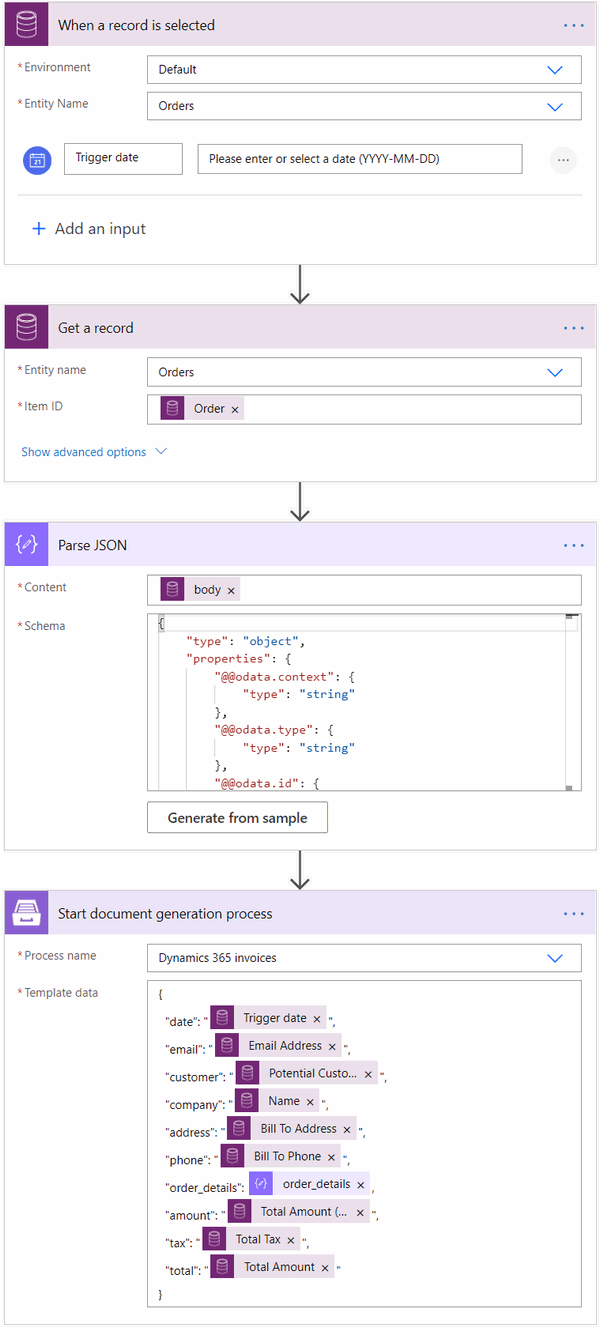 When a record is selected
* Environment Default
* Entity Name Orders
21 Trigger date Please enter or select a date (YYYY-MM-DD)
+ Add an input
Get a record
* Entity name Orders
* Item ID Order ×
Show advanced options
{} Parse JSON
* Content body ×
* Schema
{
"type": "object",
"properties": {
"@@odata.context": {
"type": "string"
},
"@@odata.type": {
"type": "string"
},
"@@odata.id": {
Generate from sample
Start document generation process
* Process name Dynamics 365 invoices
* Template data
{
"date": " Trigger date × ",
"email": " Email Address × ",
"customer": " Potential Custo... × ",
"company": " Name × ",
"address": " Bill To Address × ",
"phone": " Bill To Phone × ",
"order_details": {} order_details × ,
"amount": " Total Amount (... × ",
"tax": " Total Tax × ",
"total": " Total Amount × "
}